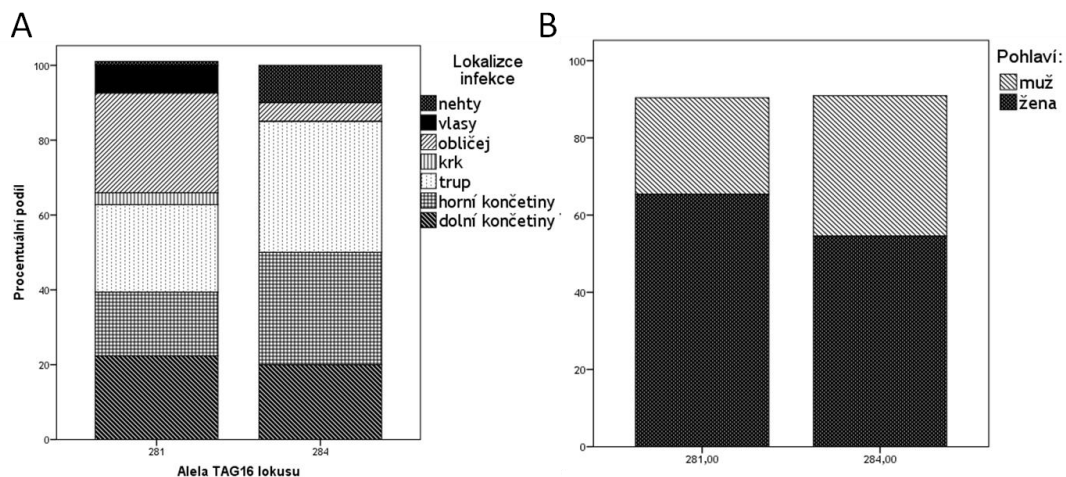 A
Procentuální podíl
100
80
60
40
20
0
281
284
Alela TAG16 lokusu
Lokalizce
infekce
nehty
vlasy
obličej
krk
trup
horní končetiny
dolní končetiny
B
100
80
60
40
20
0
281,00
284,00
Pohlaví:
muž
žena